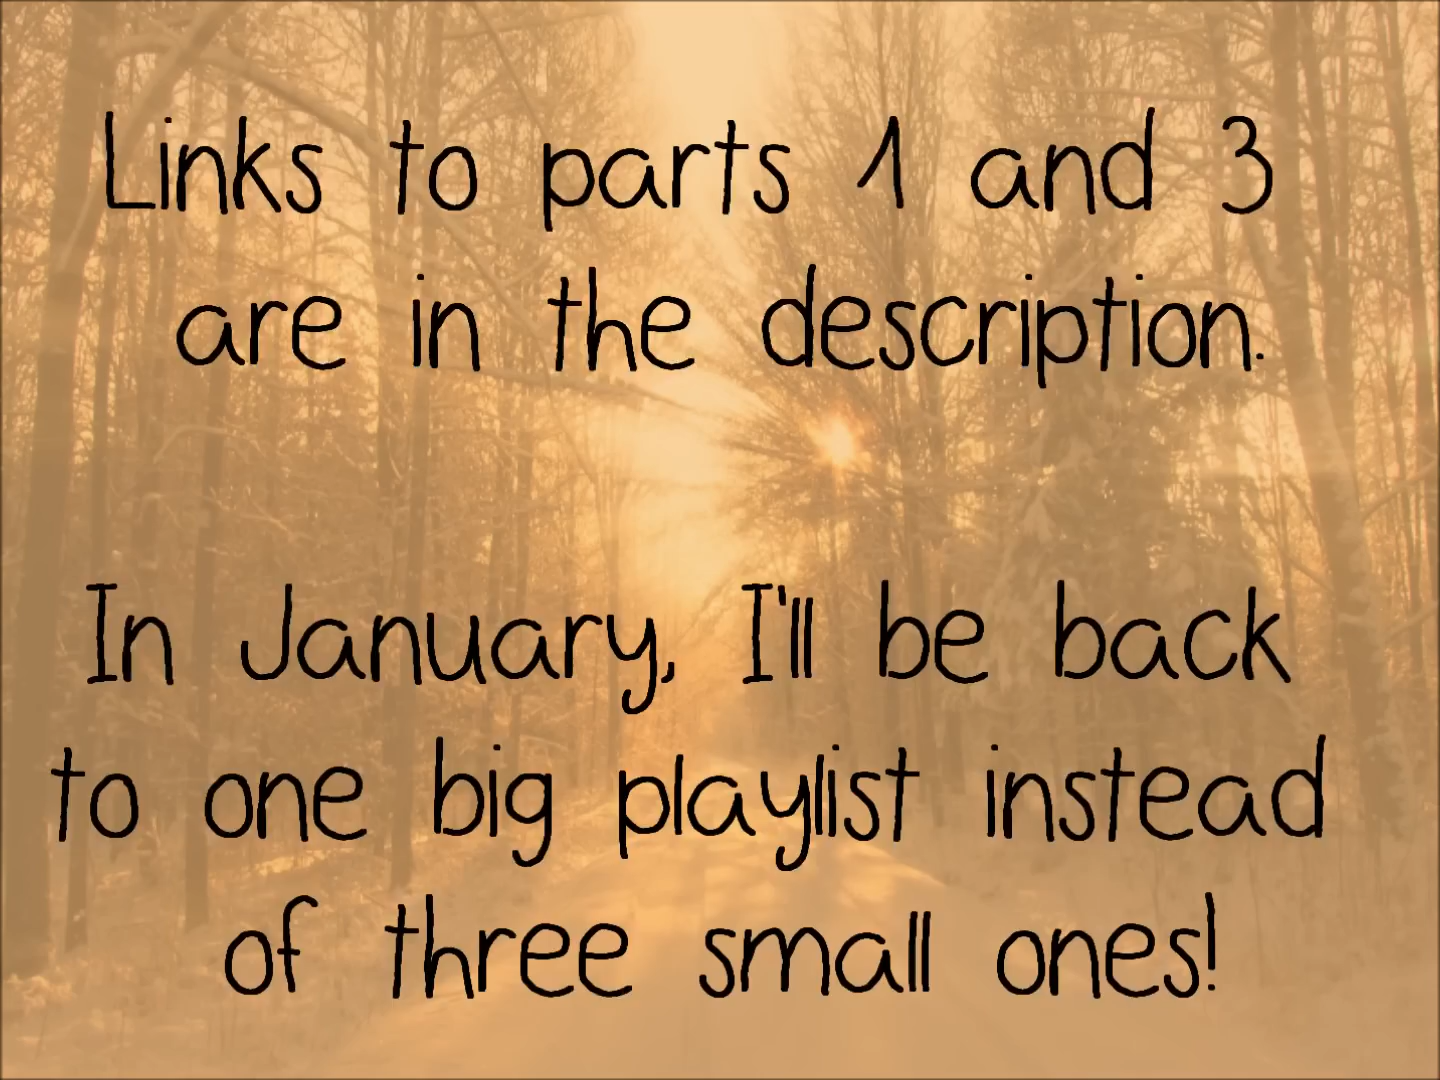 Links to parts 1 and 3
are in the description.
In January, I'll be back
to one big playlist instead
of three small ones!